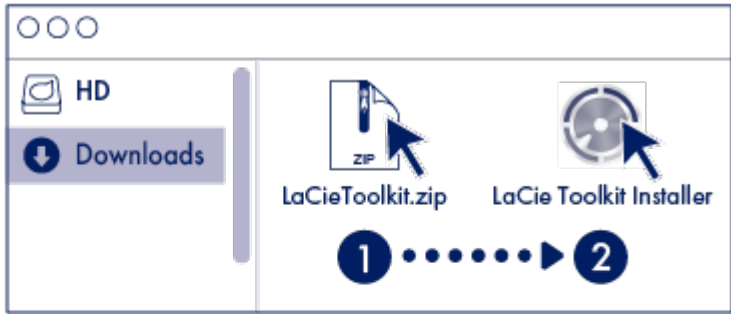 HD
Downloads
ZIP
LaCieToolkit.zip
LaCie Toolkit Installer
1
2